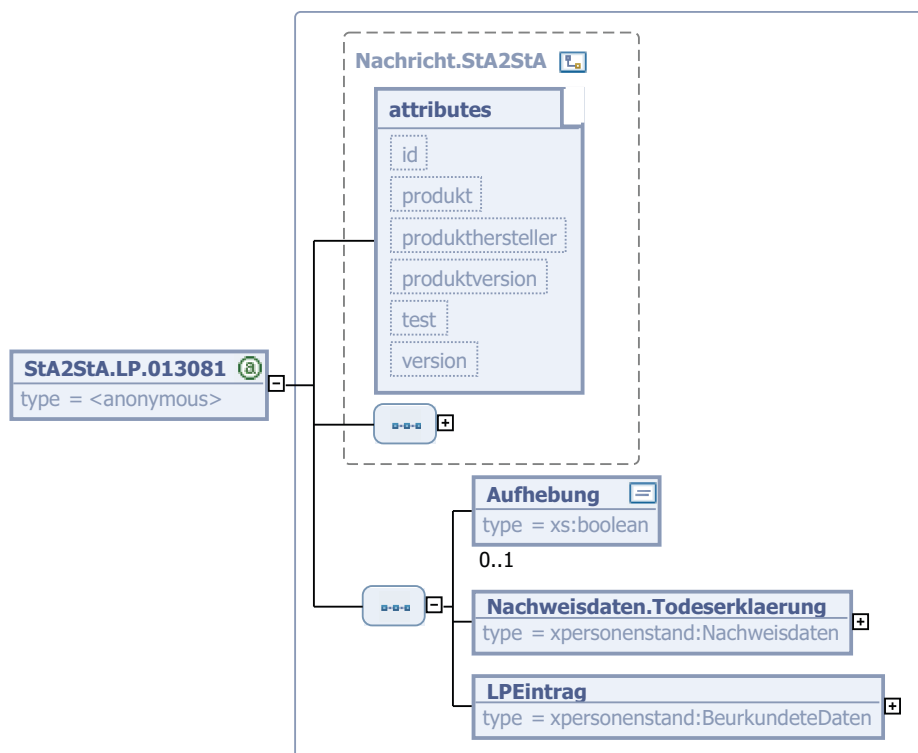 Nachricht.StA2StA
attributes
id
produkt
produkthersteller
produktversion
test
version
StA2StA.LP.013081
type = <anonymous>
Aufhebung
type = xs:boolean
0..1
Nachweisdaten.Todeserklaerung
type = xpersonenstand:Nachweisdaten
LPEintrag
type = xpersonenstand:BeurkundeteDaten